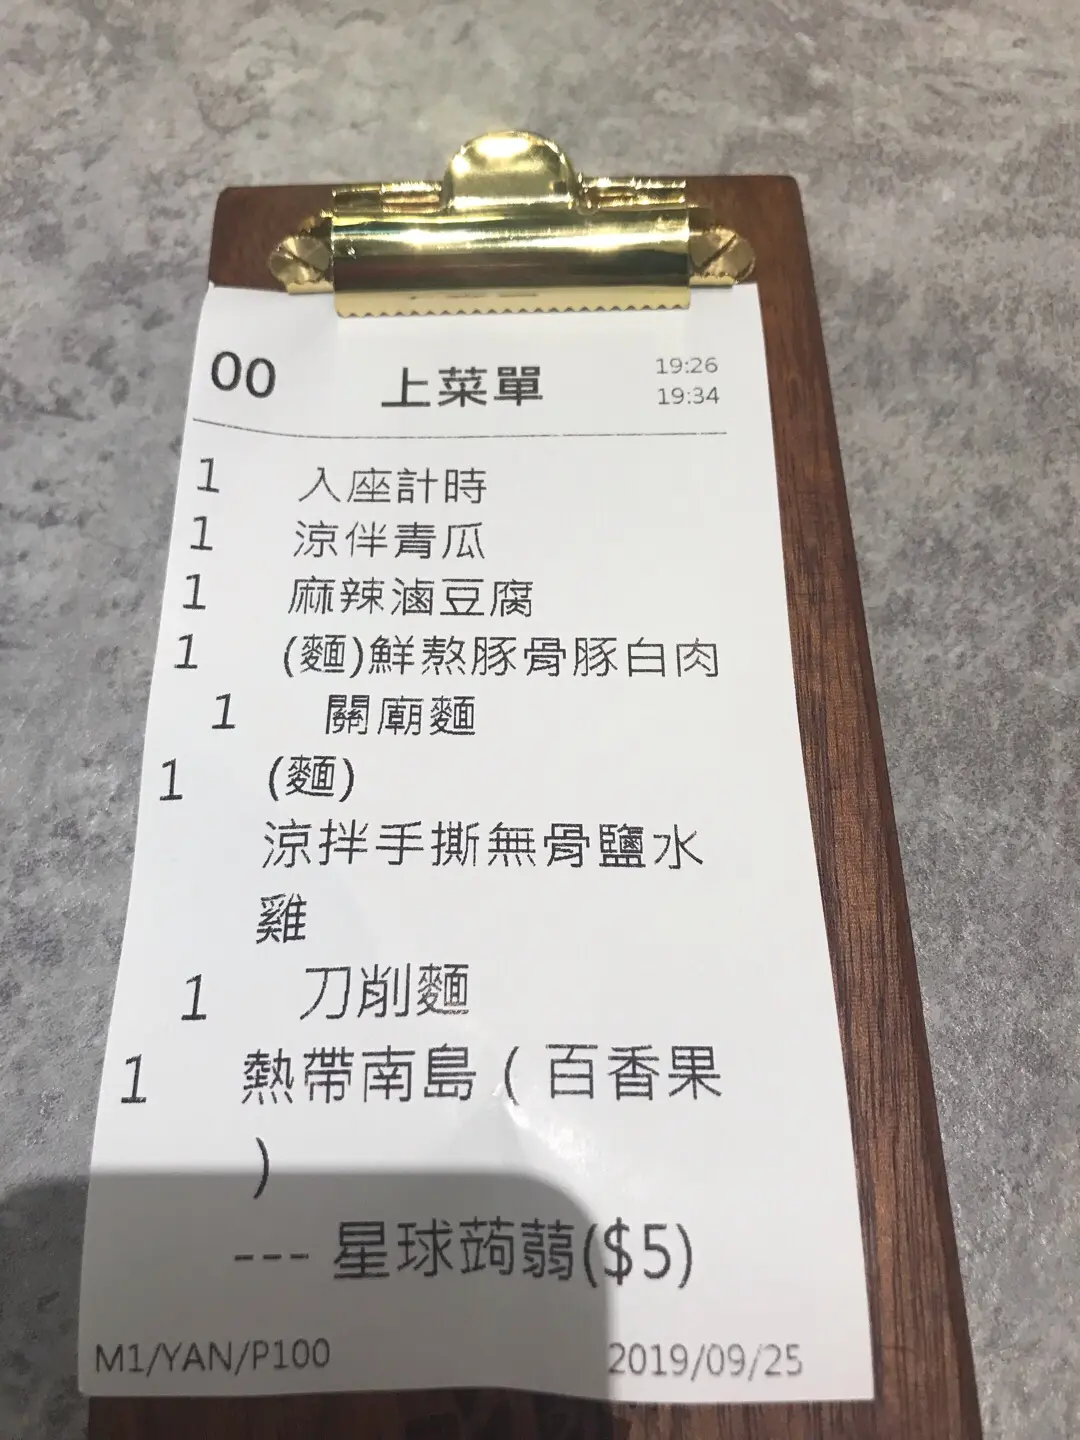 00 上菜單 19:26
19:34
1 入座計時
1 涼伴青瓜
1 麻辣滷豆腐
1 (麵)鮮熬豚骨豚白肉
1 關廟麵
1 (麵)
涼拌手撕無骨鹽水
雞
1 刀削麵
1 熱帶南島(百香果
)
--- 星球蒟蒻($5)
M1/YAN/P100 2019/09/25